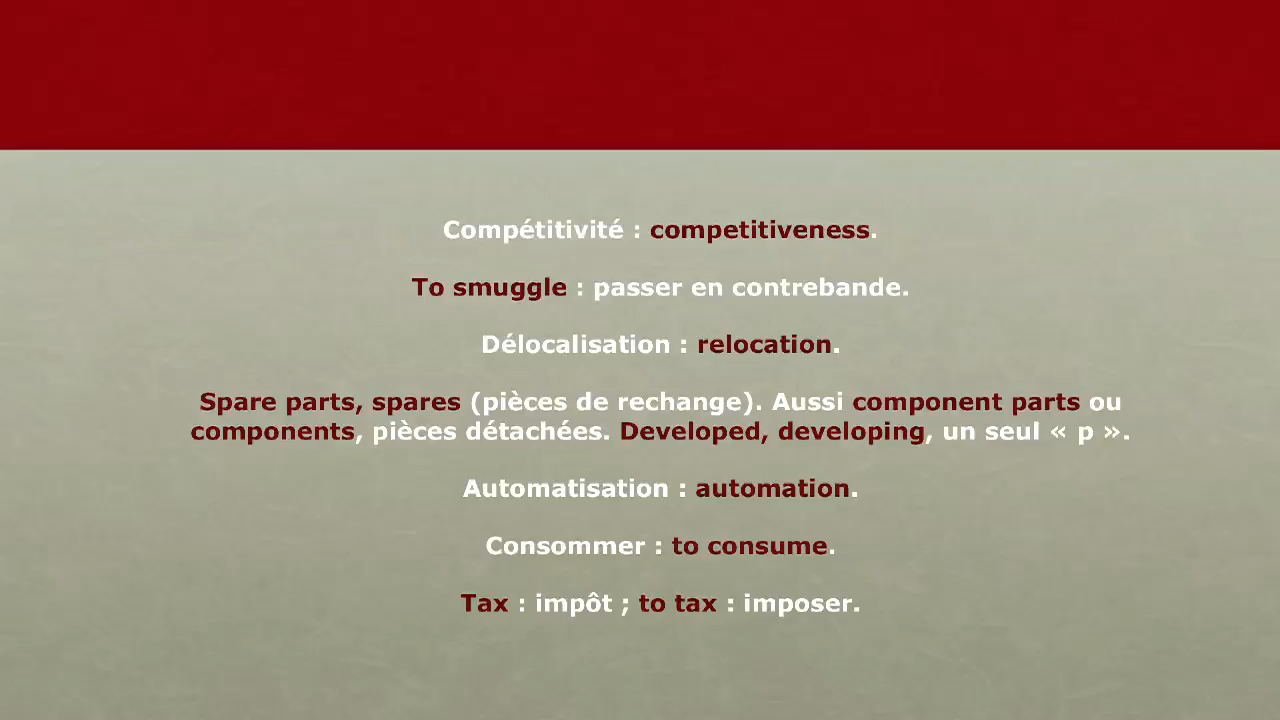 Compétitivité : competitiveness.
To smuggle : passer en contrebande.
Délocalisation : relocation.
Spare parts, spares (pièces de rechange). Aussi component parts ou
components, pièces détachées. Developed, developing, un seul « p ».
Automatisation : automation.
Consommer : to consume.
Tax : impôt ; to tax : imposer.